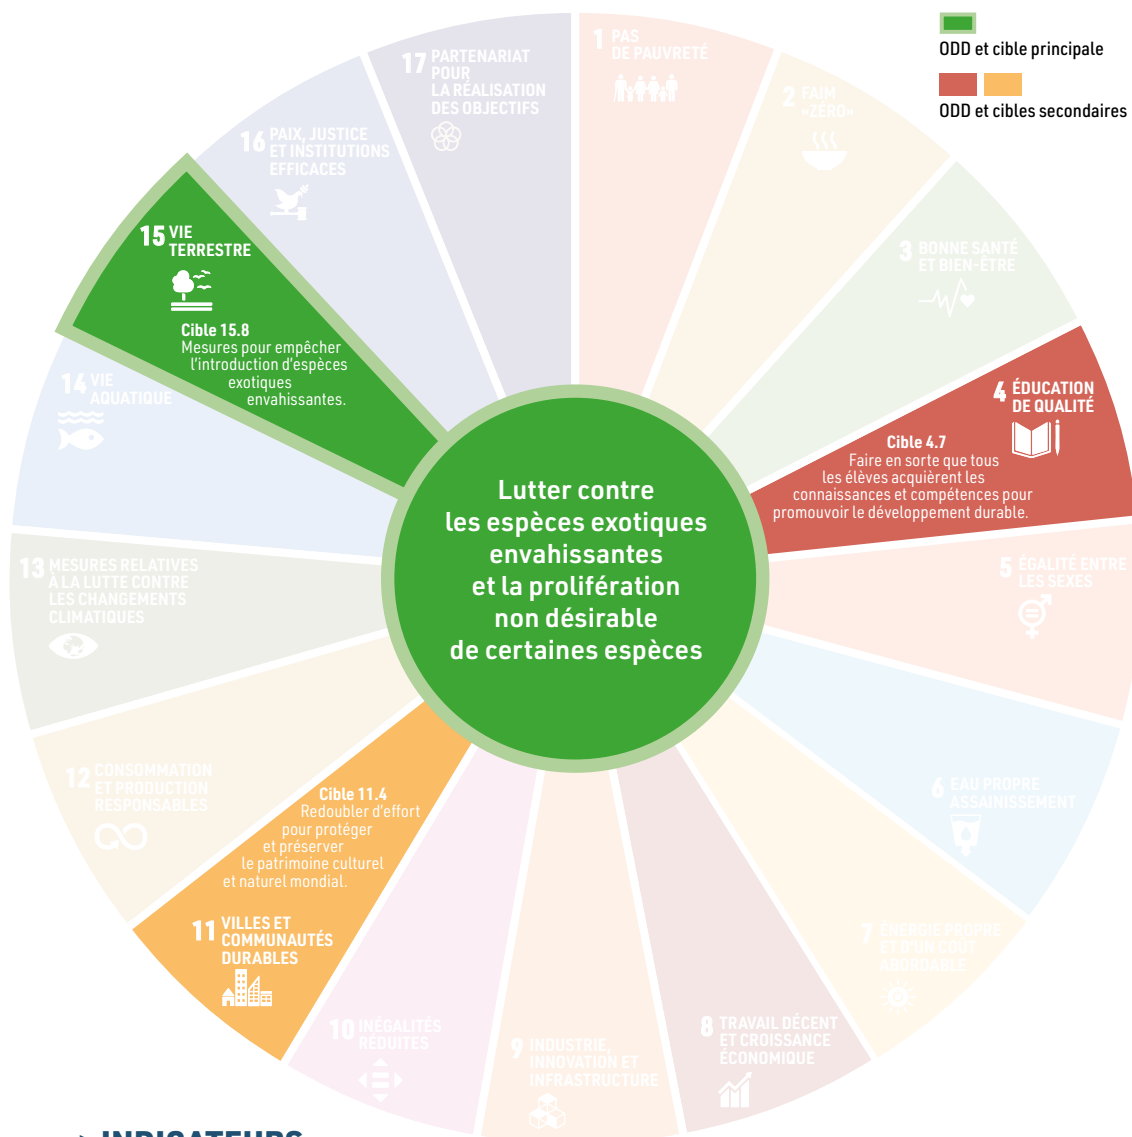 ODD et cible principale
ODD et cibles secondaires
1 PAS
DE PAUVRETÉ
2 FAIM
«ZÉRO»
3 BONNE SANTÉ
ET BIEN-ÊTRE
4 ÉDUCATION
DE QUALITÉ
Cible 4.7
Faire en sorte que tous
les élèves acquièrent les
connaissances et compétences pour
promouvoir le développement durable.
5 ÉGALITÉ ENTRE
LES SEXES
6 EAU PROPRE
ASSAINISSEMENT
7 ÉNERGIE PROPRE
ET D'UN COÛT
ABORDABLE
8 TRAVAIL DÉCENT
ET CROISSANCE
ÉCONOMIQUE
9 INDUSTRIE,
INNOVATION ET
INFRASTRUCTURE
10 INÉGALITÉS
RÉDUITES
11 VILLES ET
COMMUNAUTÉS
DURABLES
Cible 11.4
Redoubler d'effort
pour protéger
et préserver
le patrimoine culturel
et naturel mondial.
12 CONSOMMATION
ET PRODUCTION
RESPONSABLES
13 MESURES RELATIVES
À LA LUTTE CONTRE
LES CHANGEMENTS
CLIMATIQUES
14 VIE
AQUATIQUE
15 VIE
TERRESTRE
Cible 15.8
Mesures pour empêcher
l'introduction d'espèces
exotiques
envahissantes.
16 PAIX, JUSTICE
ET INSTITUTIONS
EFFICACES
17 PARTENARIAT
POUR
LA RÉALISATION
DES OBJECTIFS
Lutter contre
les espèces exotiques
envahissantes
et la prolifération
non désirable
de certaines espèces
INDICATEURS